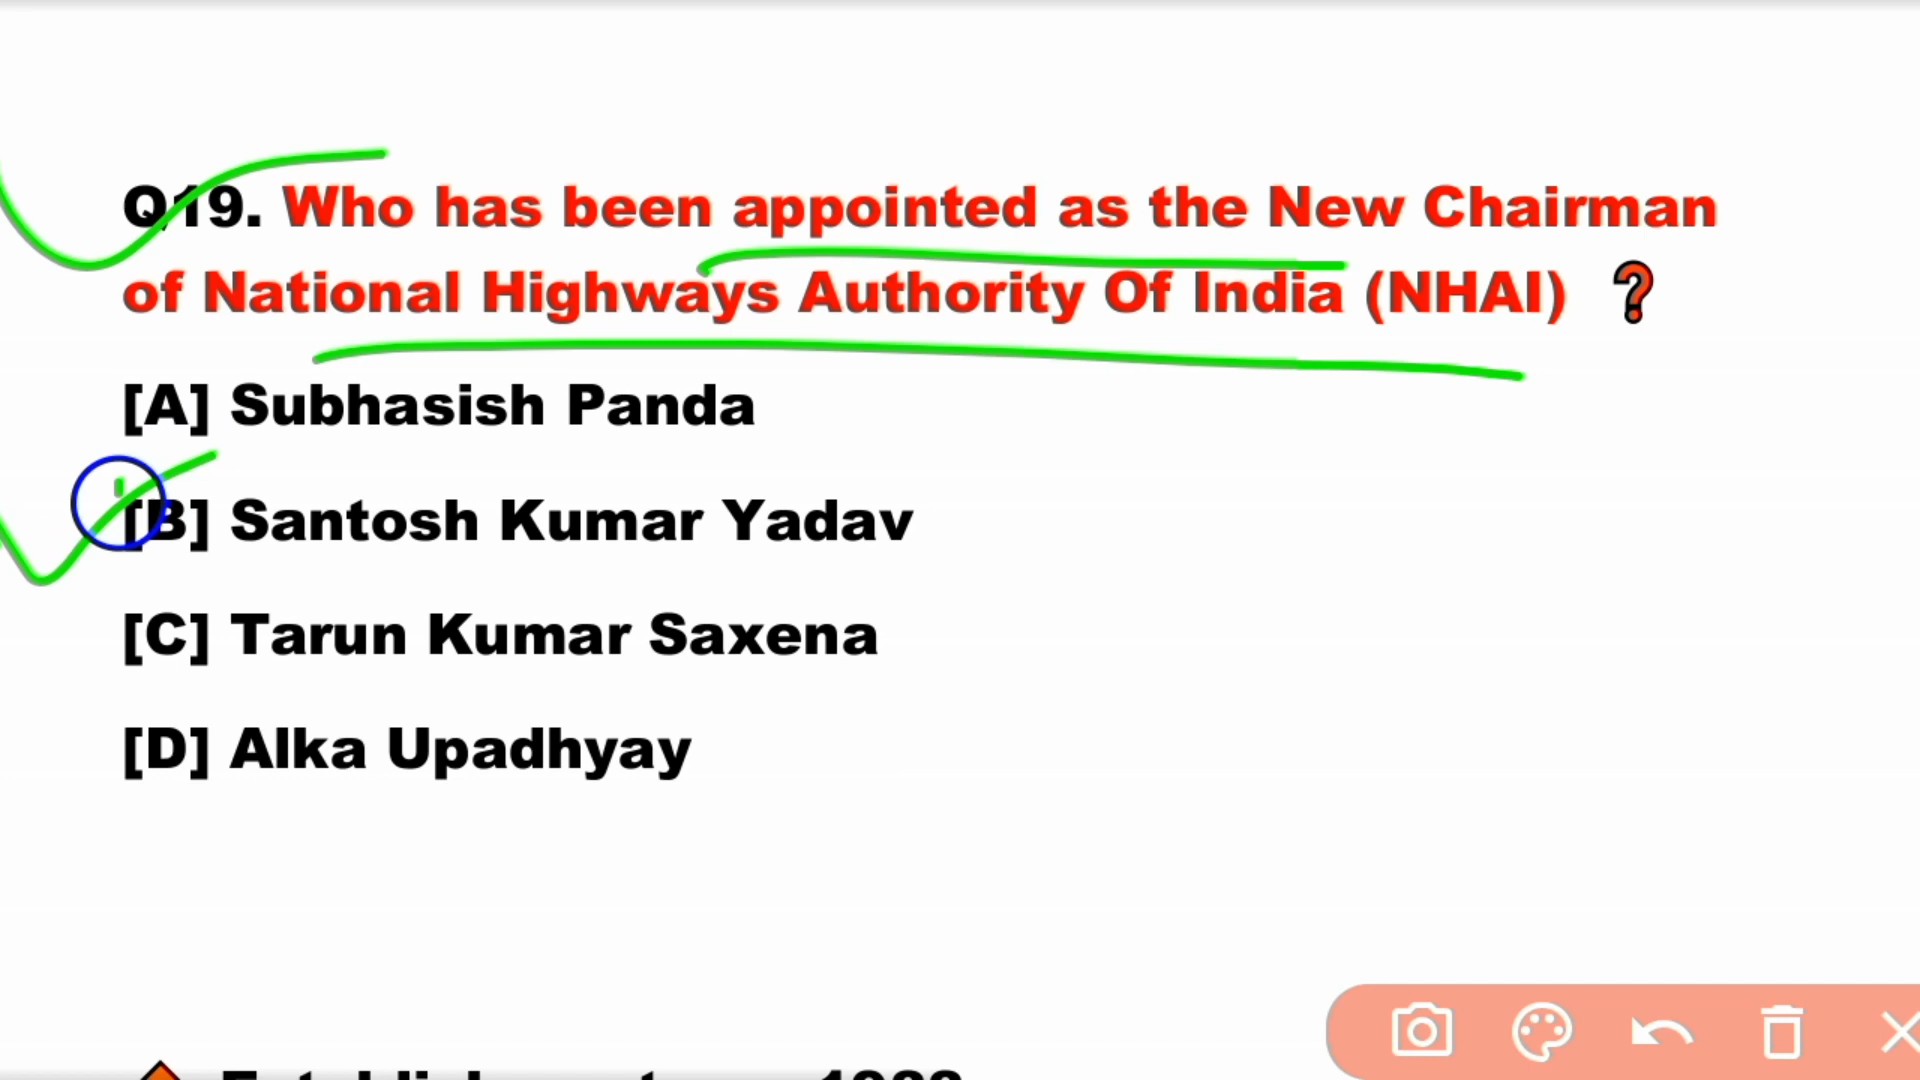 Q19. Who has been appointed as the New Chairman
of National Highways Authority Of India (NHAI) ?
[A] Subhasish Panda
[B] Santosh Kumar Yadav
[C] Tarun Kumar Saxena
[D] Alka Upadhyay